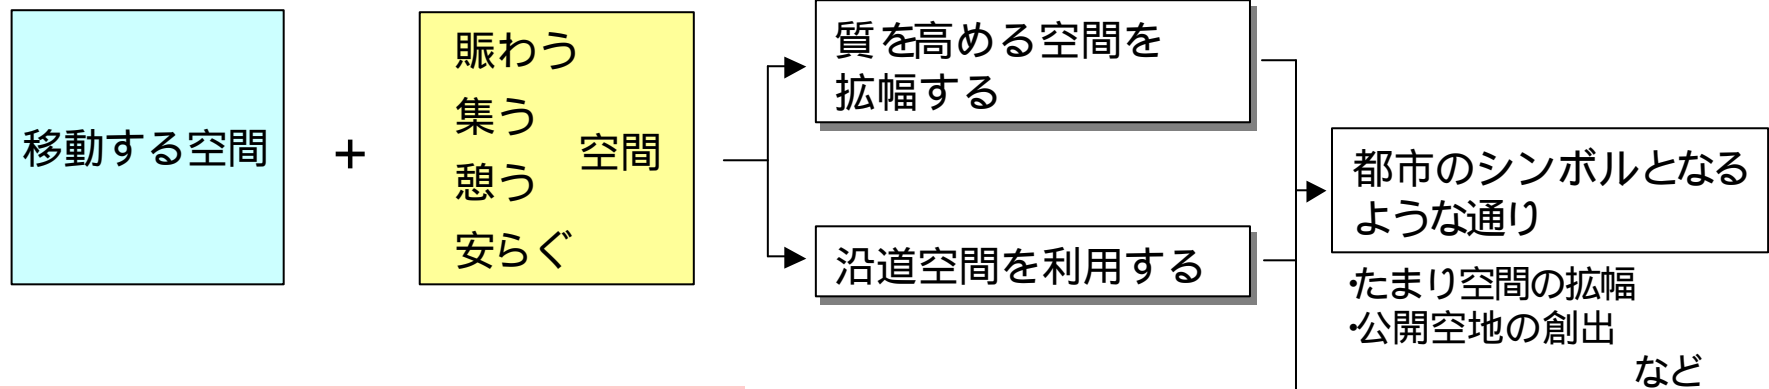 移動する空間
+
賑わう
集う
憩う
安らぐ
空間
質を高める空間を
拡幅する
沿道空間を利用する
都市のシンボルとなる
ような通り
・たまり空間の拡幅
・公開空地の創出
など